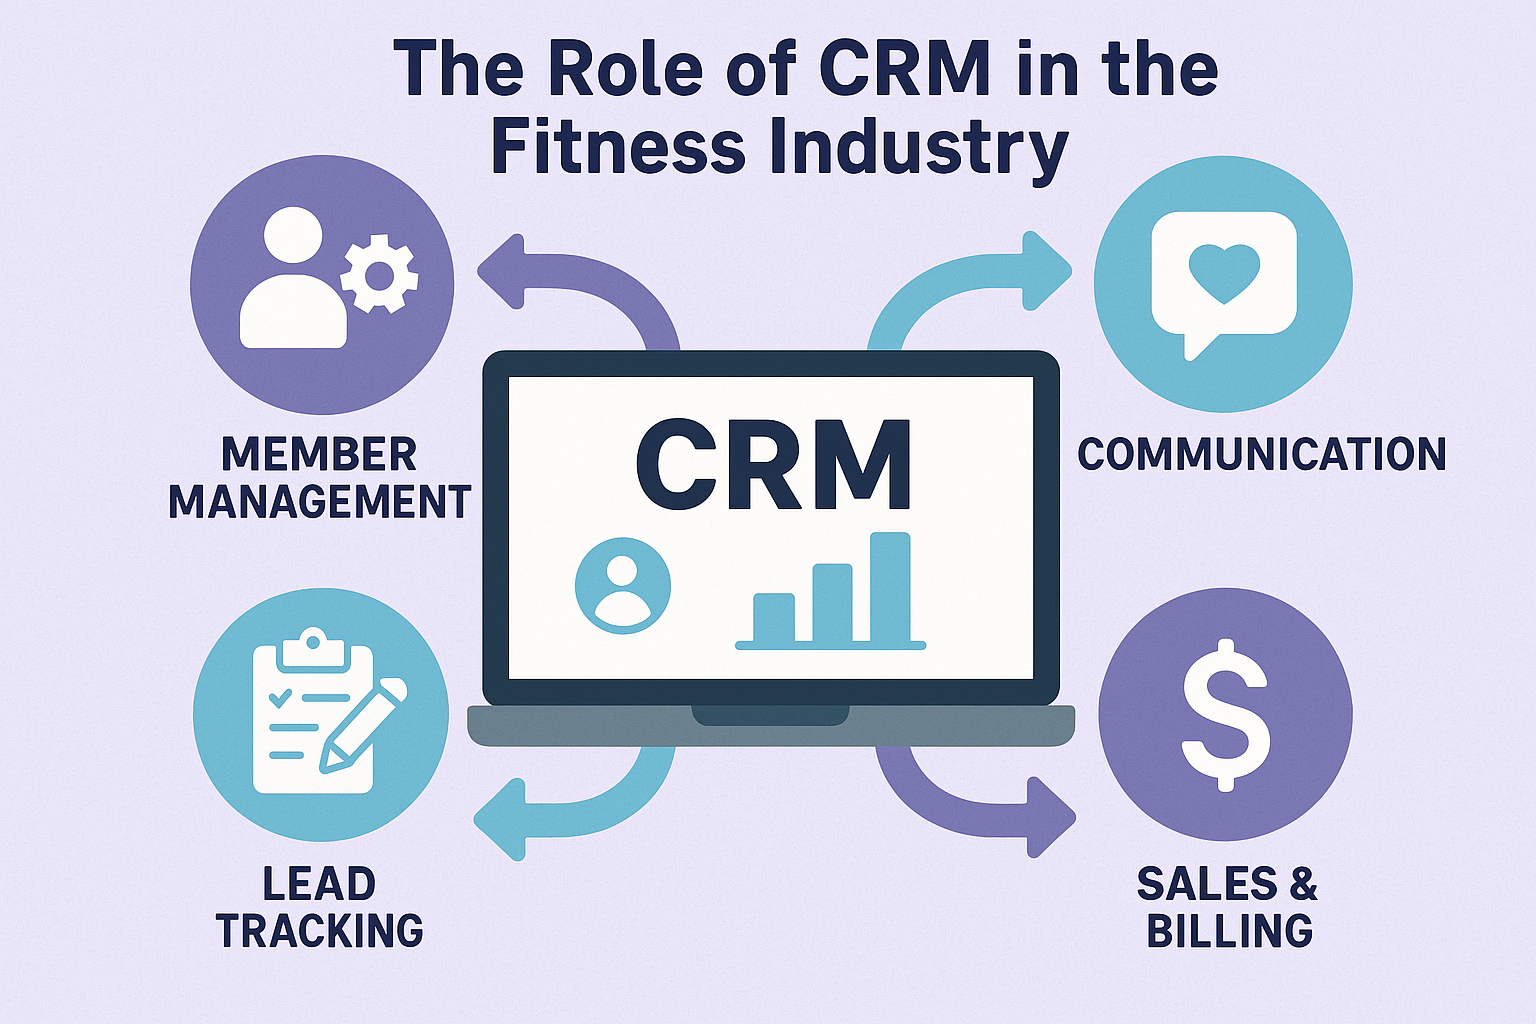 The Role of CRM in the
Fitness Industry
MEMBER
MANAGEMENT
COMMUNICATION
CRM
LEAD
TRACKING
SALES &
BILLING
$